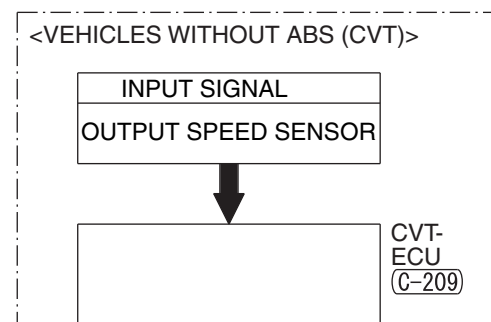 <VEHICLES WITHOUT ABS (CVT)>
INPUT SIGNAL
OUTPUT SPEED SENSOR
CVT-
ECU
(C-209)